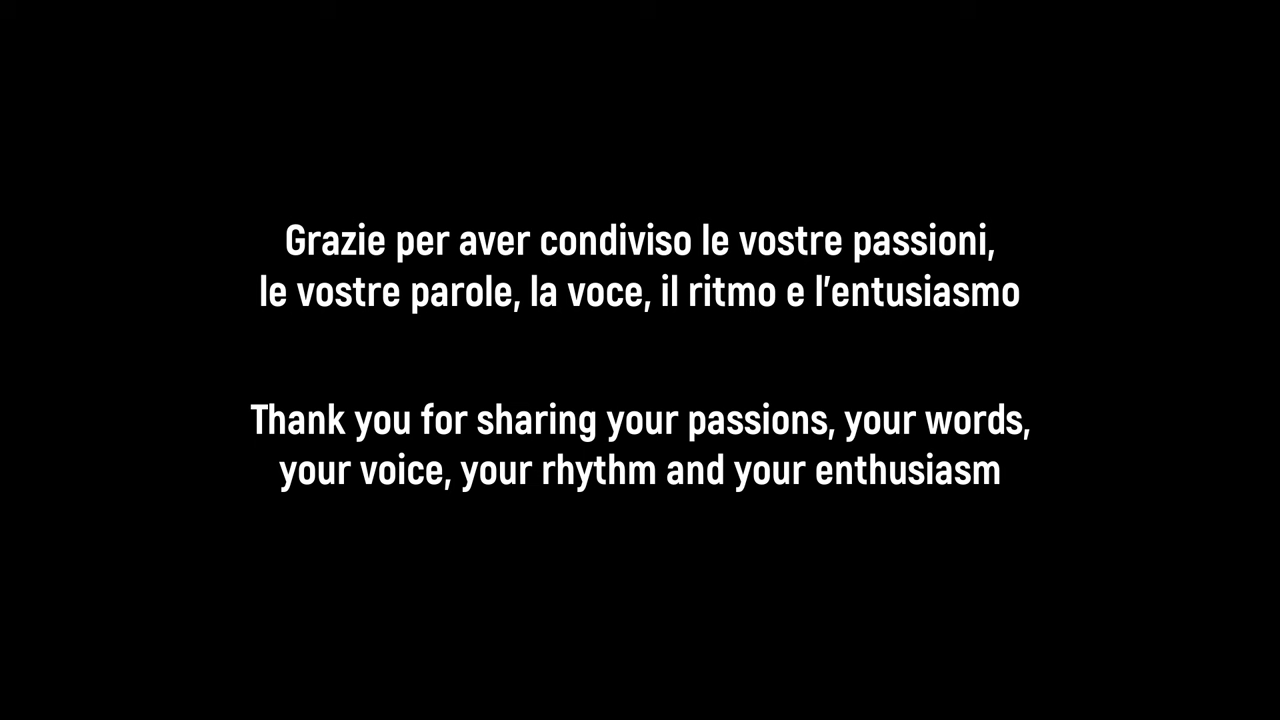 Grazie per aver condiviso le vostre passioni,
le vostre parole, la voce, il ritmo e l’entusiasmo
Thank you for sharing your passions, your words,
your voice, your rhythm and your enthusiasm